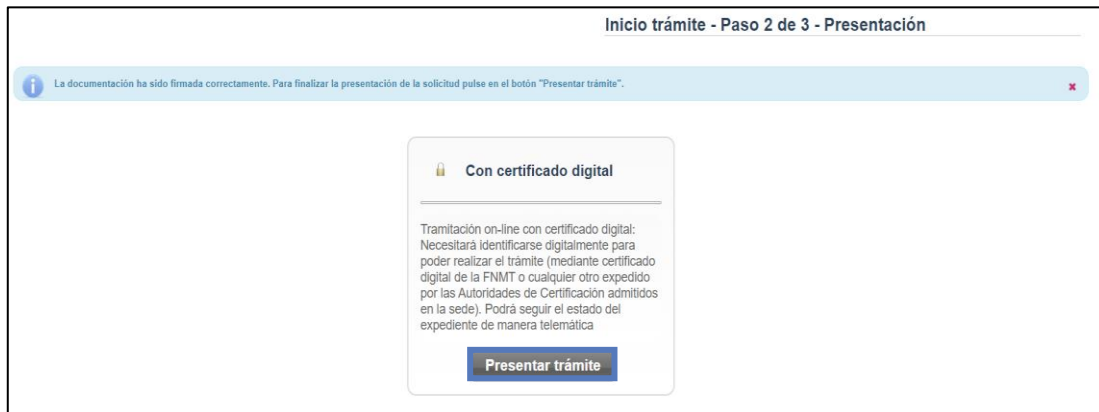 Inicio trámite - Paso 2 de 3 - Presentación
La documentación ha sido firmada correctamente. Para finalizar la presentación de la solicitud pulse en el botón "Presentar trámite".
Con certificado digital
Tramitación on-line con certificado digital:
Necesitará identificarse digitalmente para
poder realizar el trámite (mediante certificado
digital de la FNMT o cualquier otro expedido
por las Autoridades de Certificación admitidos
en la sede). Podrá seguir el estado del
expediente de manera telemática
Presentar trámite